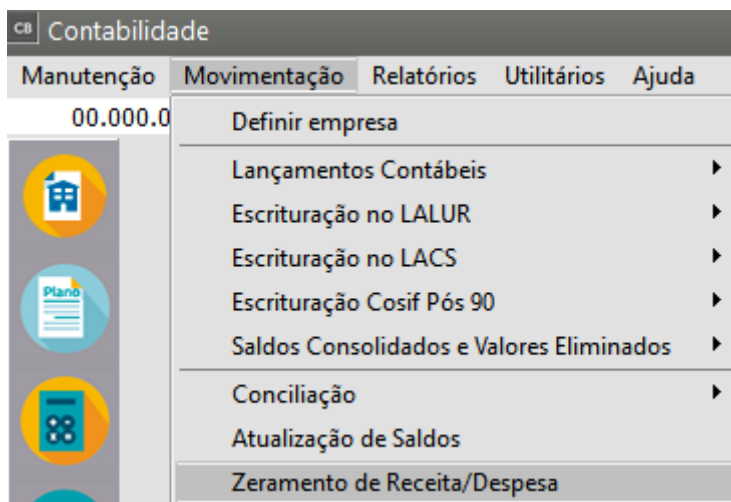 CB Contabilidade
Manutenção Movimentação Relatórios Utilitários Ajuda
00.000.0
Definir empresa
Lançamentos Contábeis
Escrituração no LALUR
Escrituração no LACS
Plano
Escrituração Cosif Pós 90
Saldos Consolidados e Valores Eliminados
Conciliação
Atualização de Saldos
Zeramento de Receita/Despesa